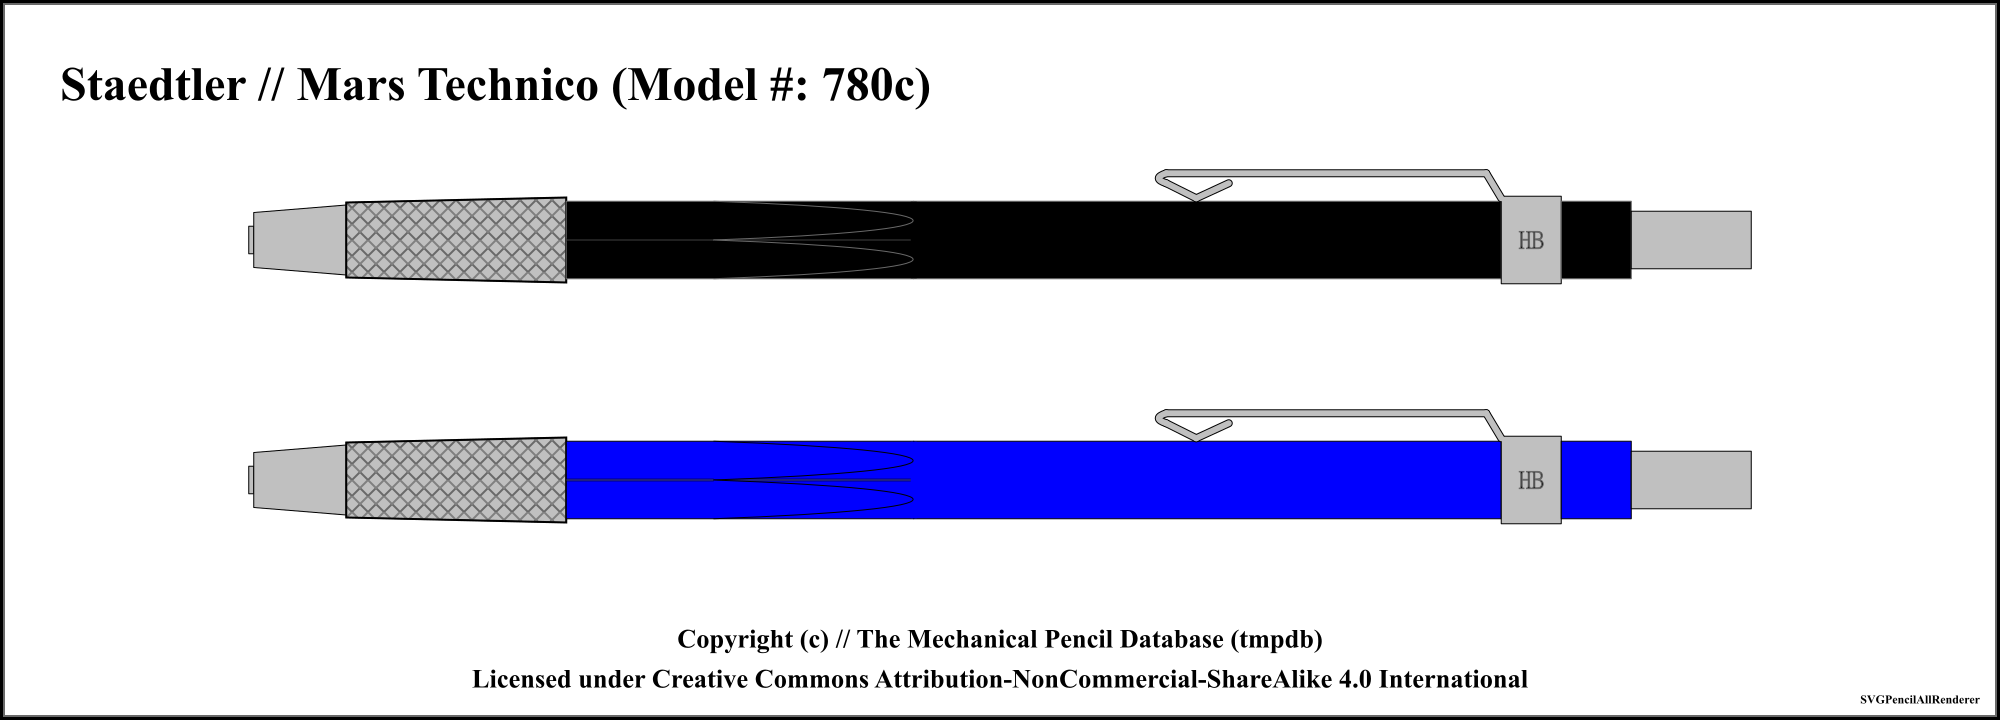 Staedtler // Mars Technico (Model #: 780c)
HB
HB
Copyright (c) // The Mechanical Pencil Database (tmpdb)
Licensed under Creative Commons Attribution-NonCommercial-ShareAlike 4.0 International
SVGPencilAllRenderer